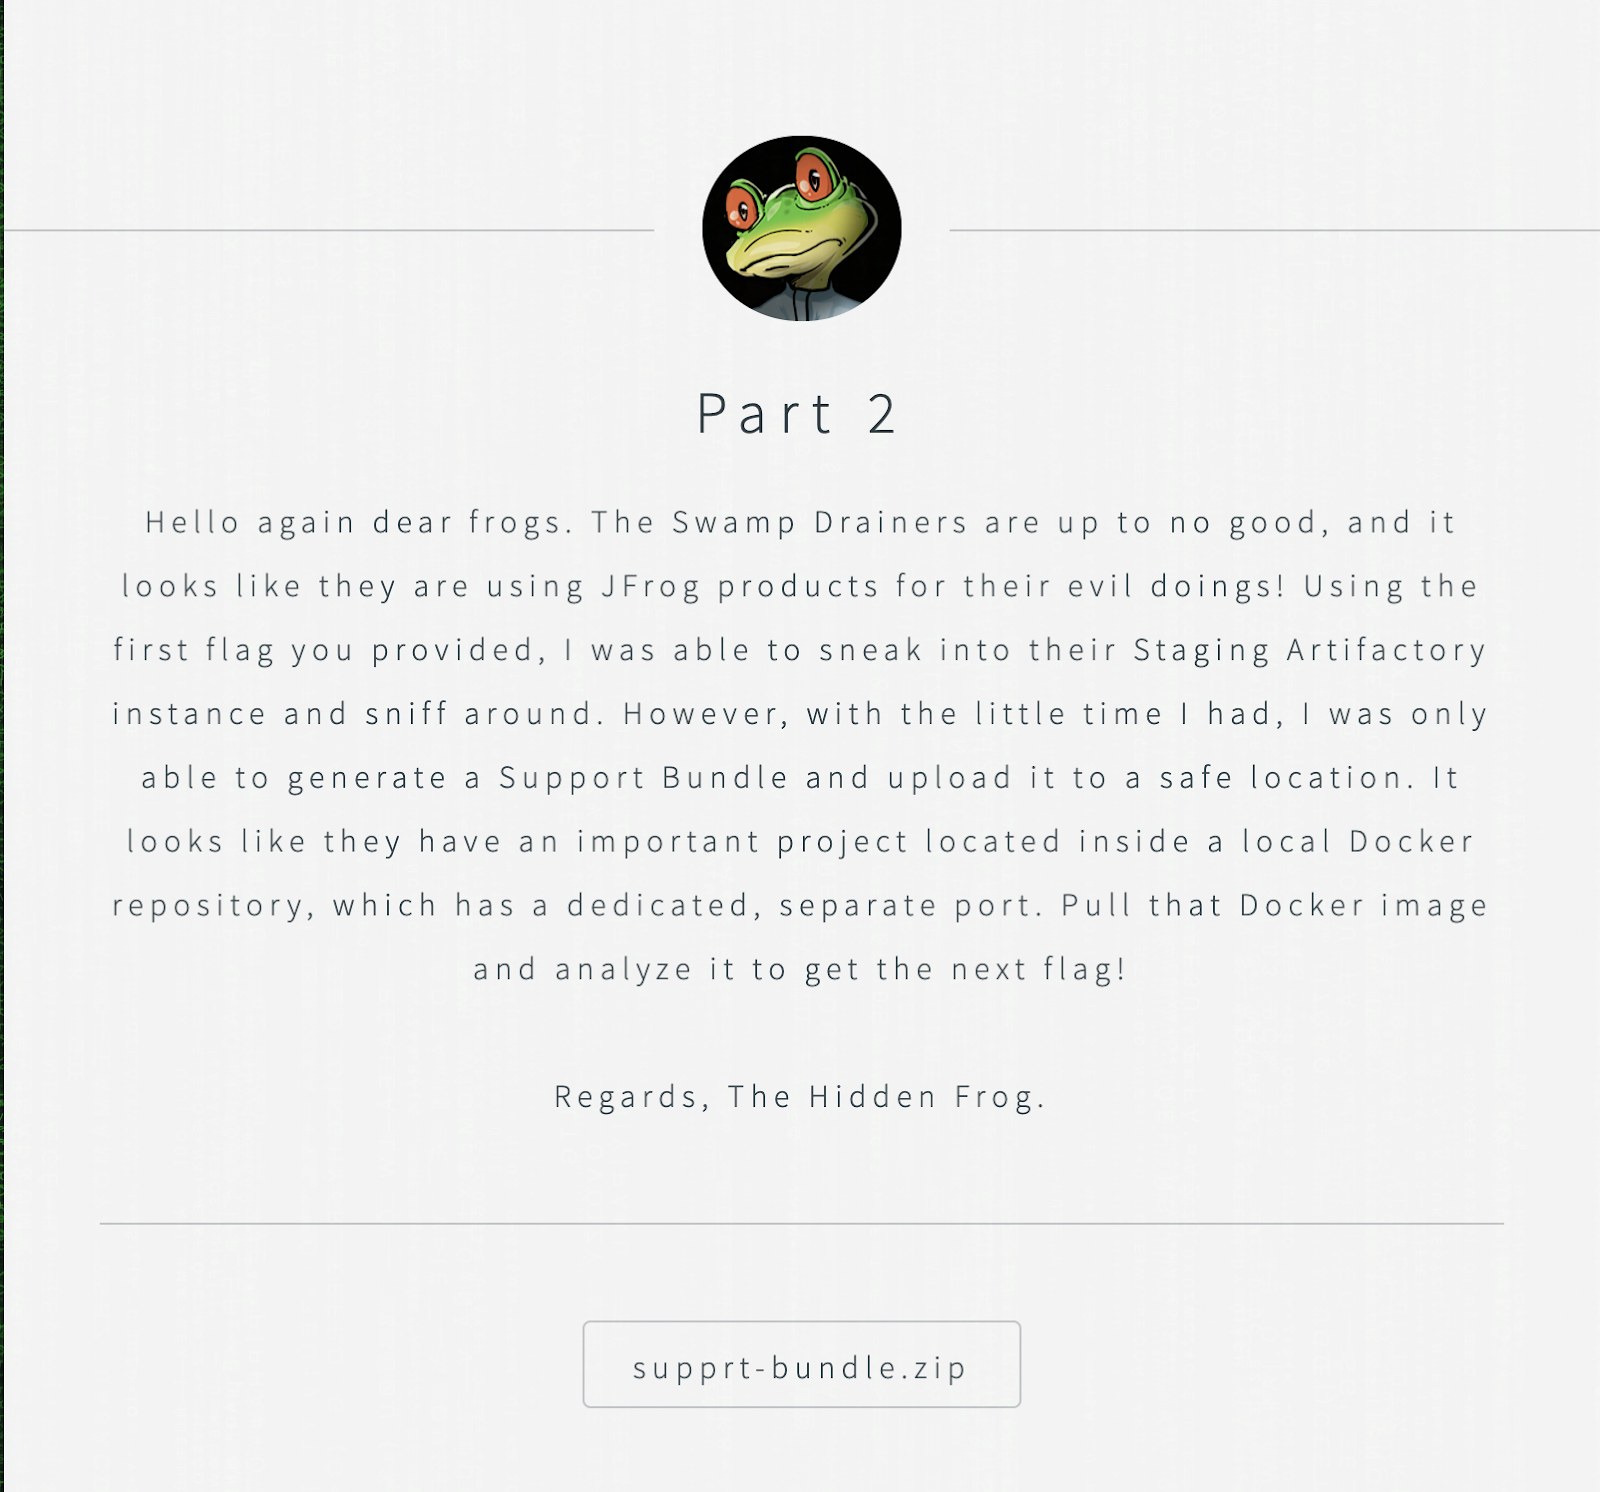 Part 2
Hello again dear frogs. The Swamp Drainers are up to no good, and it
looks like they are using JFrog products for their evil doings! Using the
first flag you provided, I was able to sneak into their Staging Artifactory
instance and sniff around. However, with the little time I had, I was only
able to generate a Support Bundle and upload it to a safe location. It
looks like they have an important project located inside a local Docker
repository, which has a dedicated, separate port. Pull that Docker image
and analyze it to get the next flag!
Regards, The Hidden Frog.
supprt-bundle.zip